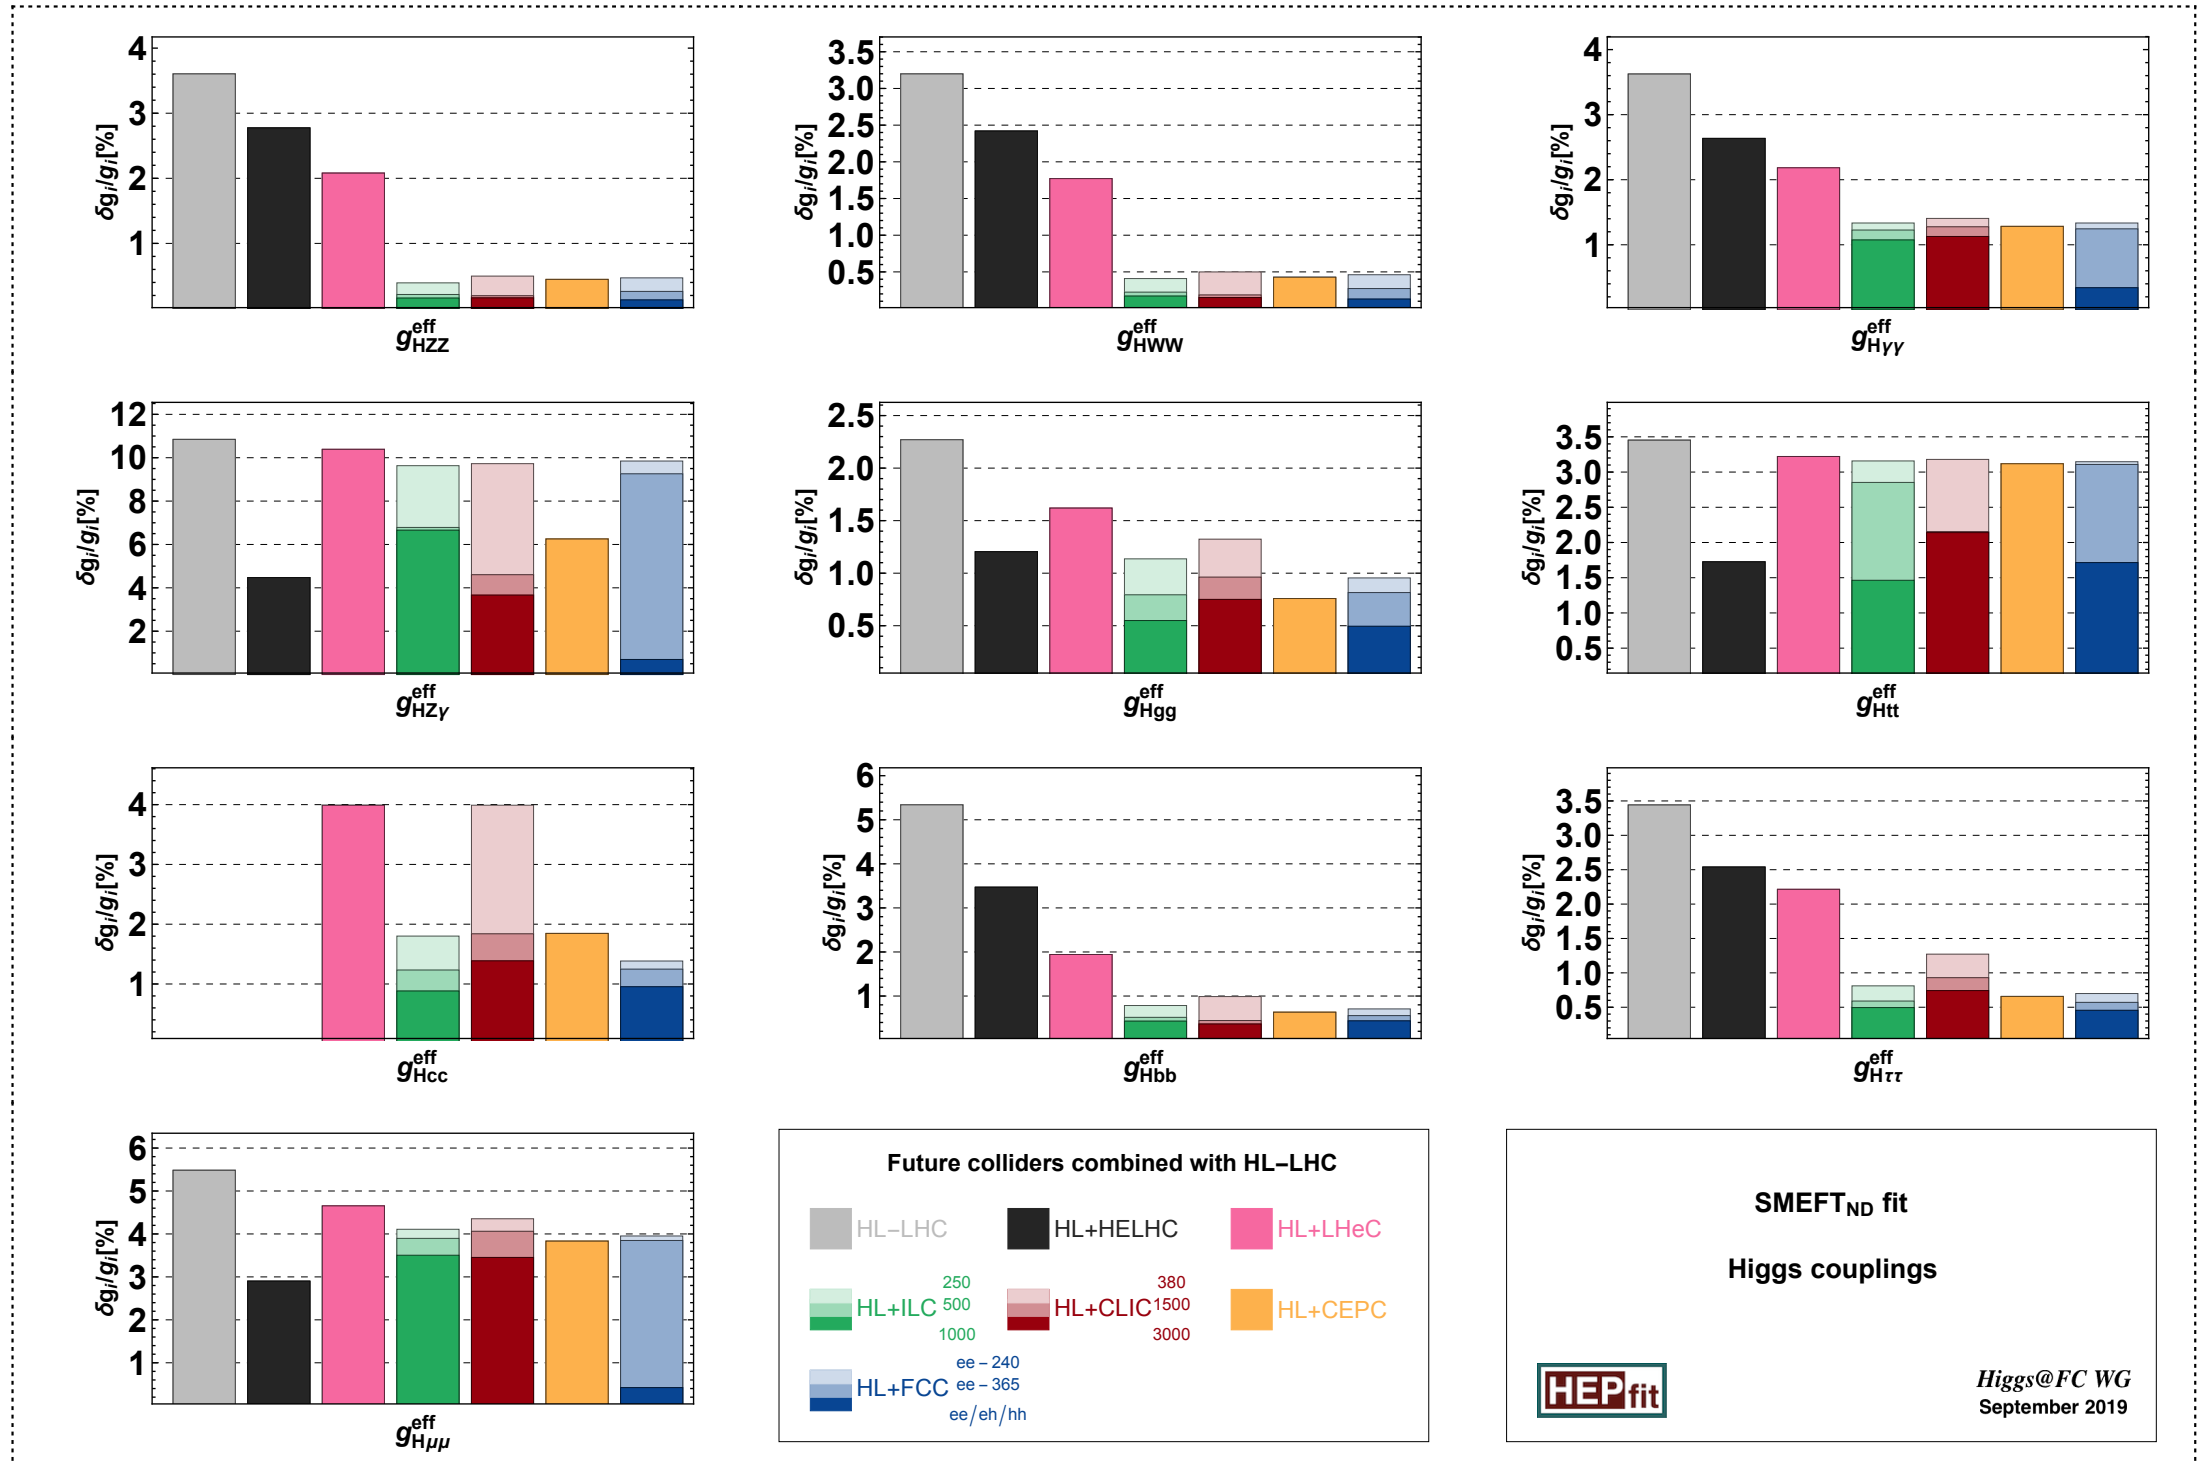 4
3
2
1
δgᵢ/gᵢ[%]
g^eff_HZZ
3.5
3.0
2.5
2.0
1.5
1.0
0.5
δgᵢ/gᵢ[%]
g^eff_HWW
4
3
2
1
δgᵢ/gᵢ[%]
g^eff_Hγγ
12
10
8
6
4
2
δgᵢ/gᵢ[%]
g^eff_HZγ
2.5
2.0
1.5
1.0
0.5
δgᵢ/gᵢ[%]
g^eff_Hgg
3.5
3.0
2.5
2.0
1.5
1.0
0.5
δgᵢ/gᵢ[%]
g^eff_Htt
4
3
2
1
δgᵢ/gᵢ[%]
g^eff_Hcc
6
5
4
3
2
1
δgᵢ/gᵢ[%]
g^eff_Hbb
3.5
3.0
2.5
2.0
1.5
1.0
0.5
δgᵢ/gᵢ[%]
g^eff_Hττ
6
5
4
3
2
1
δgᵢ/gᵢ[%]
g^eff_Hμμ
Future colliders combined with HL–LHC
HL–LHC
HL+HELHC
HL+LHeC
HL+ILC
250
500
1000
HL+CLIC
380
1500
3000
HL+CEPC
HL+FCC
ee – 240
ee – 365
ee/eh/hh
SMEFT_ND fit
Higgs couplings
HEPfit
Higgs@FC WG
September 2019